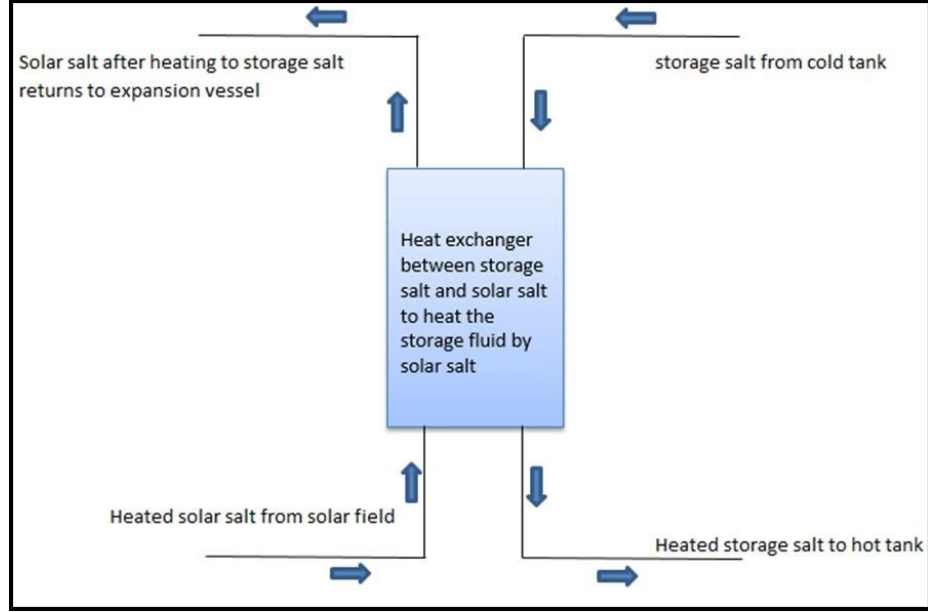 Solar salt after heating to storage salt
returns to expansion vessel
storage salt from cold tank
Heat exchanger
between storage
salt and solar salt
to heat the
storage fluid by
solar salt
Heated solar salt from solar field
Heated storage salt to hot tank